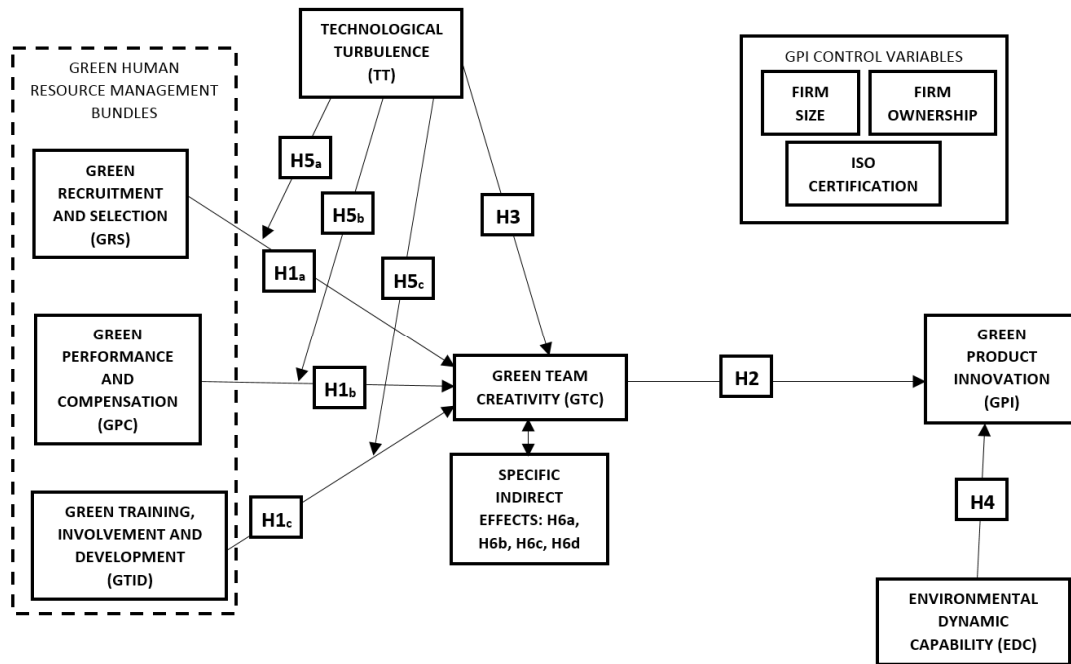 TECHNOLOGICAL
TURBULENCE
(TT)
GREEN HUMAN
RESOURCE MANAGEMENT
BUNDLES
GPI CONTROL VARIABLES
FIRM
SIZE
FIRM
OWNERSHIP
ISO
CERTIFICATION
GREEN
RECRUITMENT
AND SELECTION
(GRS)
H5a
H5b
H3
H1a
H5c
GREEN
PERFORMANCE
AND
COMPENSATION
(GPC)
H1b
GREEN TEAM
CREATIVITY (GTC)
H2
GREEN
PRODUCT
INNOVATION
(GPI)
SPECIFIC
INDIRECT
EFFECTS: H6a,
H6b, H6c, H6d
H4
GREEN TRAINING,
INVOLVEMENT AND
DEVELOPMENT
(GTID)
H1c
ENVIRONMENTAL
DYNAMIC
CAPABILITY (EDC)